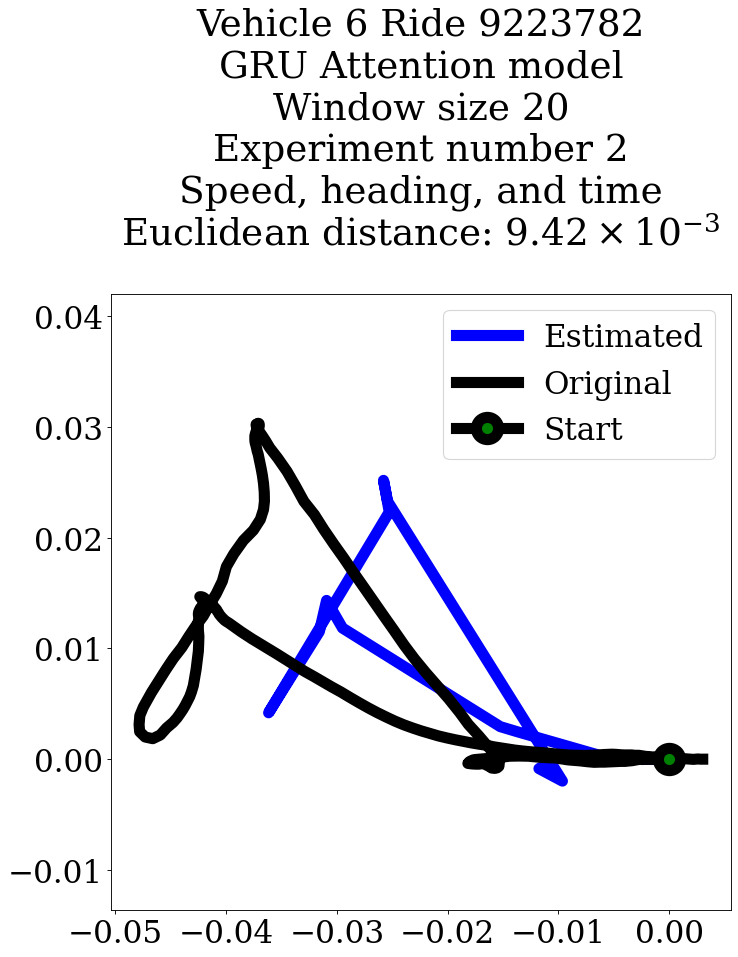 Vehicle 6 Ride 9223782
GRU Attention model
Window size 20
Experiment number 2
Speed, heading, and time
Euclidean distance: 9.42 × 10⁻³
Estimated
Original
Start
0.04
0.03
0.02
0.01
0.00
−0.01
−0.05 −0.04 −0.03 −0.02 −0.01 0.00